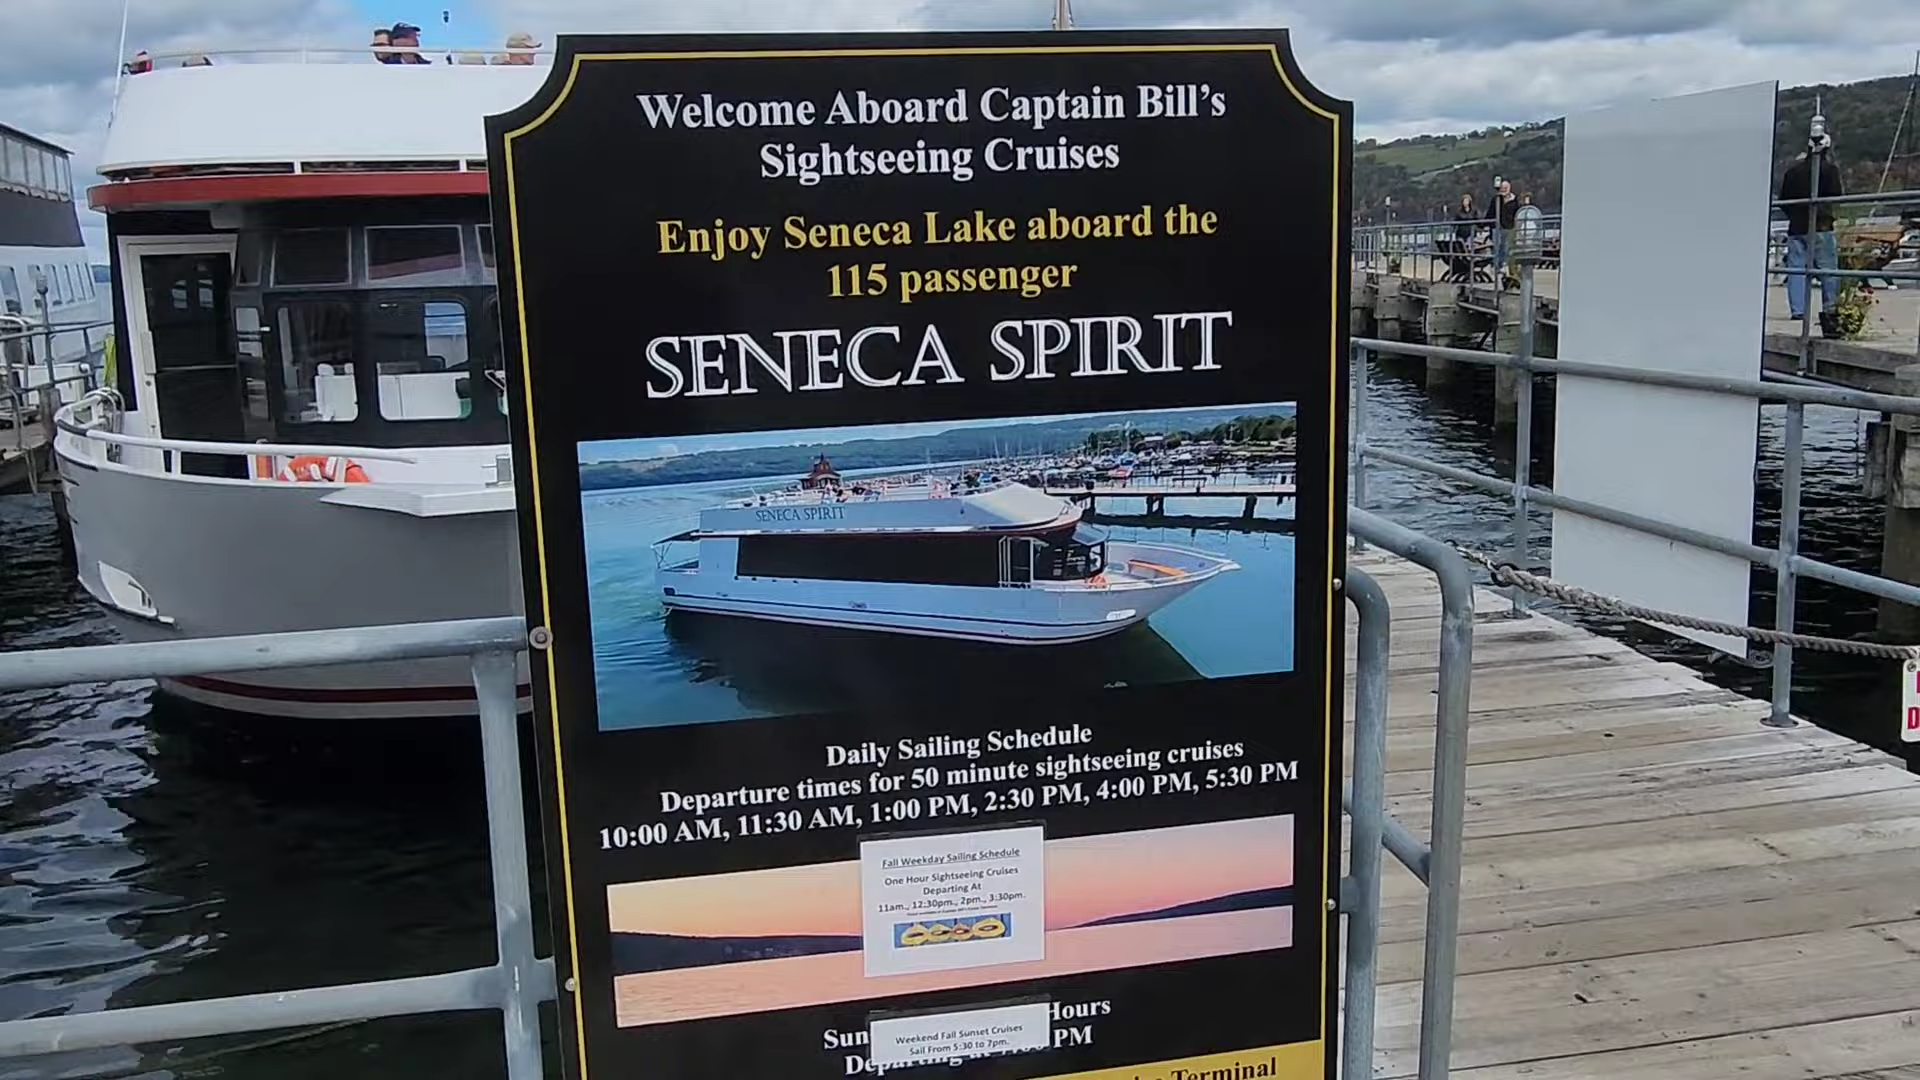 Welcome Aboard Captain Bill's
Sightseeing Cruises
Enjoy Seneca Lake aboard the
115 passenger
SENECA SPIRIT
SENECA SPIRIT
Daily Sailing Schedule
Departure times for 50 minute sightseeing cruises
10:00 AM, 11:30 AM, 1:00 PM, 2:30 PM, 4:00 PM, 5:30 PM
Fall Weekday Sailing Schedule
One Hour Sightseeing Cruises
Departing At
11am., 12:30pm., 2pm., 3:30pm.
Hours
PM
Weekend Fall Sunset Cruises
Sail From 5:30 to 7pm.
Terminal